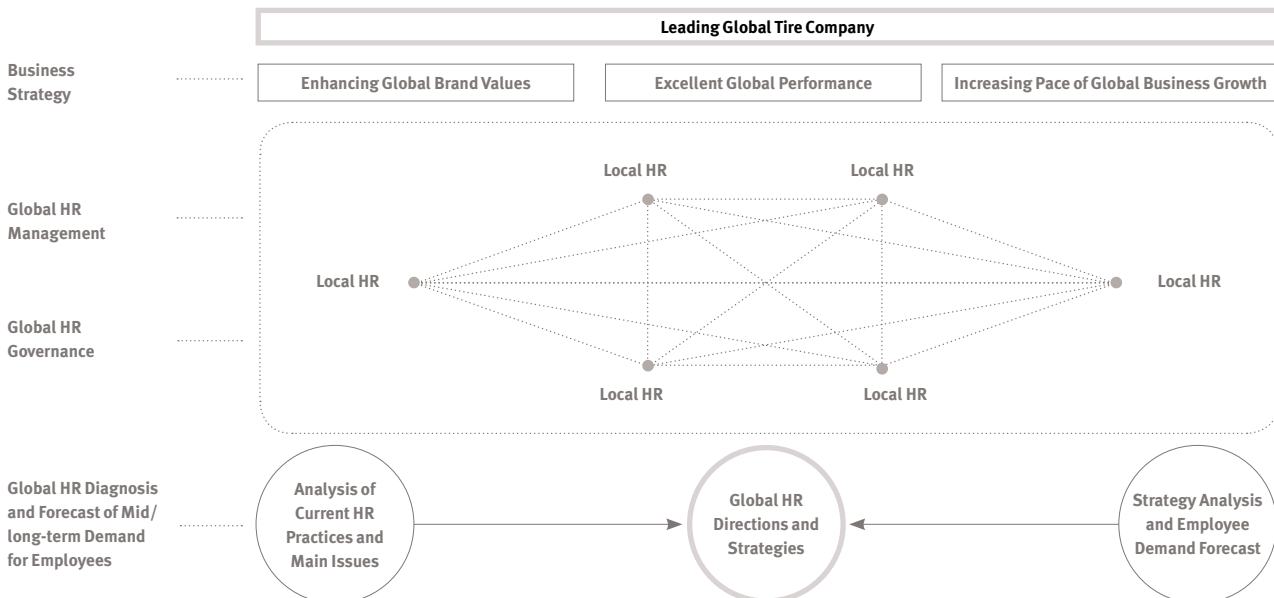 Leading Global Tire Company
Business
Strategy
Enhancing Global Brand Values
Excellent Global Performance
Increasing Pace of Global Business Growth
Local HR
Local HR
Global HR
Management
Local HR
Local HR
Global HR
Governance
Local HR
Local HR
Global HR Diagnosis
and Forecast of Mid/
long-term Demand
for Employees
Analysis of
Current HR
Practices and
Main Issues
Global HR
Directions and
Strategies
Strategy Analysis
and Employee
Demand Forecast